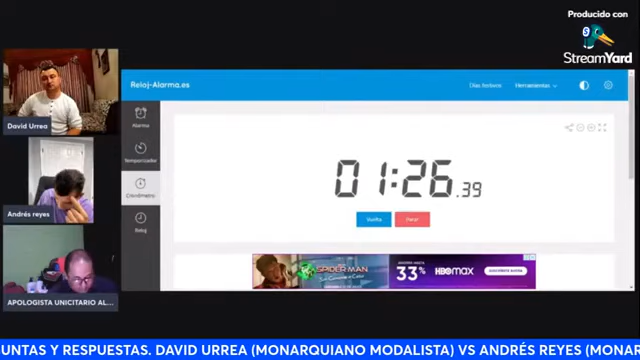 Producido con
StreamYard
Reloj-Alarma.es
Días festivos
Herramientas
Alarma
Temporizador
Cronómetro
Reloj
01:26.39
Vuelta
Parar
David Urrea
Andrés reyes
APOLOGISTA UNICITARIO AL...
SPIDER-MAN
33%
HBOMAX
UNTAS Y RESPUESTAS. DAVID URREA (MONARQUIANO MODALISTA) VS ANDRÉS REYES (MONAR